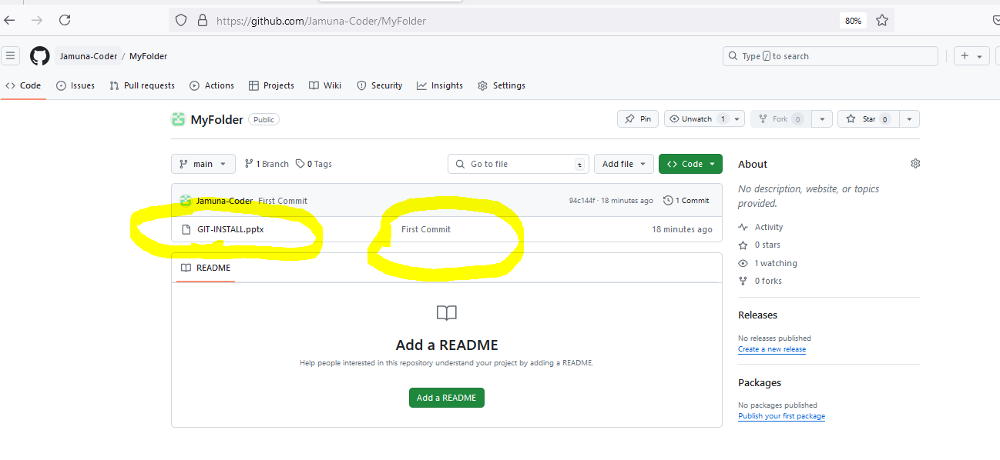 https://github.com/Jamuna-Coder/MyFolder 80%
Jamuna-Coder / MyFolder Type / to search
Code Issues Pull requests Actions Projects Wiki Security Insights Settings
MyFolder Public Pin Unwatch 1 Fork 0 Star 0
main 1 Branch 0 Tags Go to file t Add file Code
Jamuna-Coder First Commit 94c144f · 18 minutes ago 1 Commit
GIT-INSTALL.pptx First Commit 18 minutes ago
README
Add a README
Help people interested in this repository understand your project by adding a README.
Add a README
About
No description, website, or topics
provided.
Activity
0 stars
1 watching
0 forks
Releases
No releases published
Create a new release
Packages
No packages published
Publish your first package